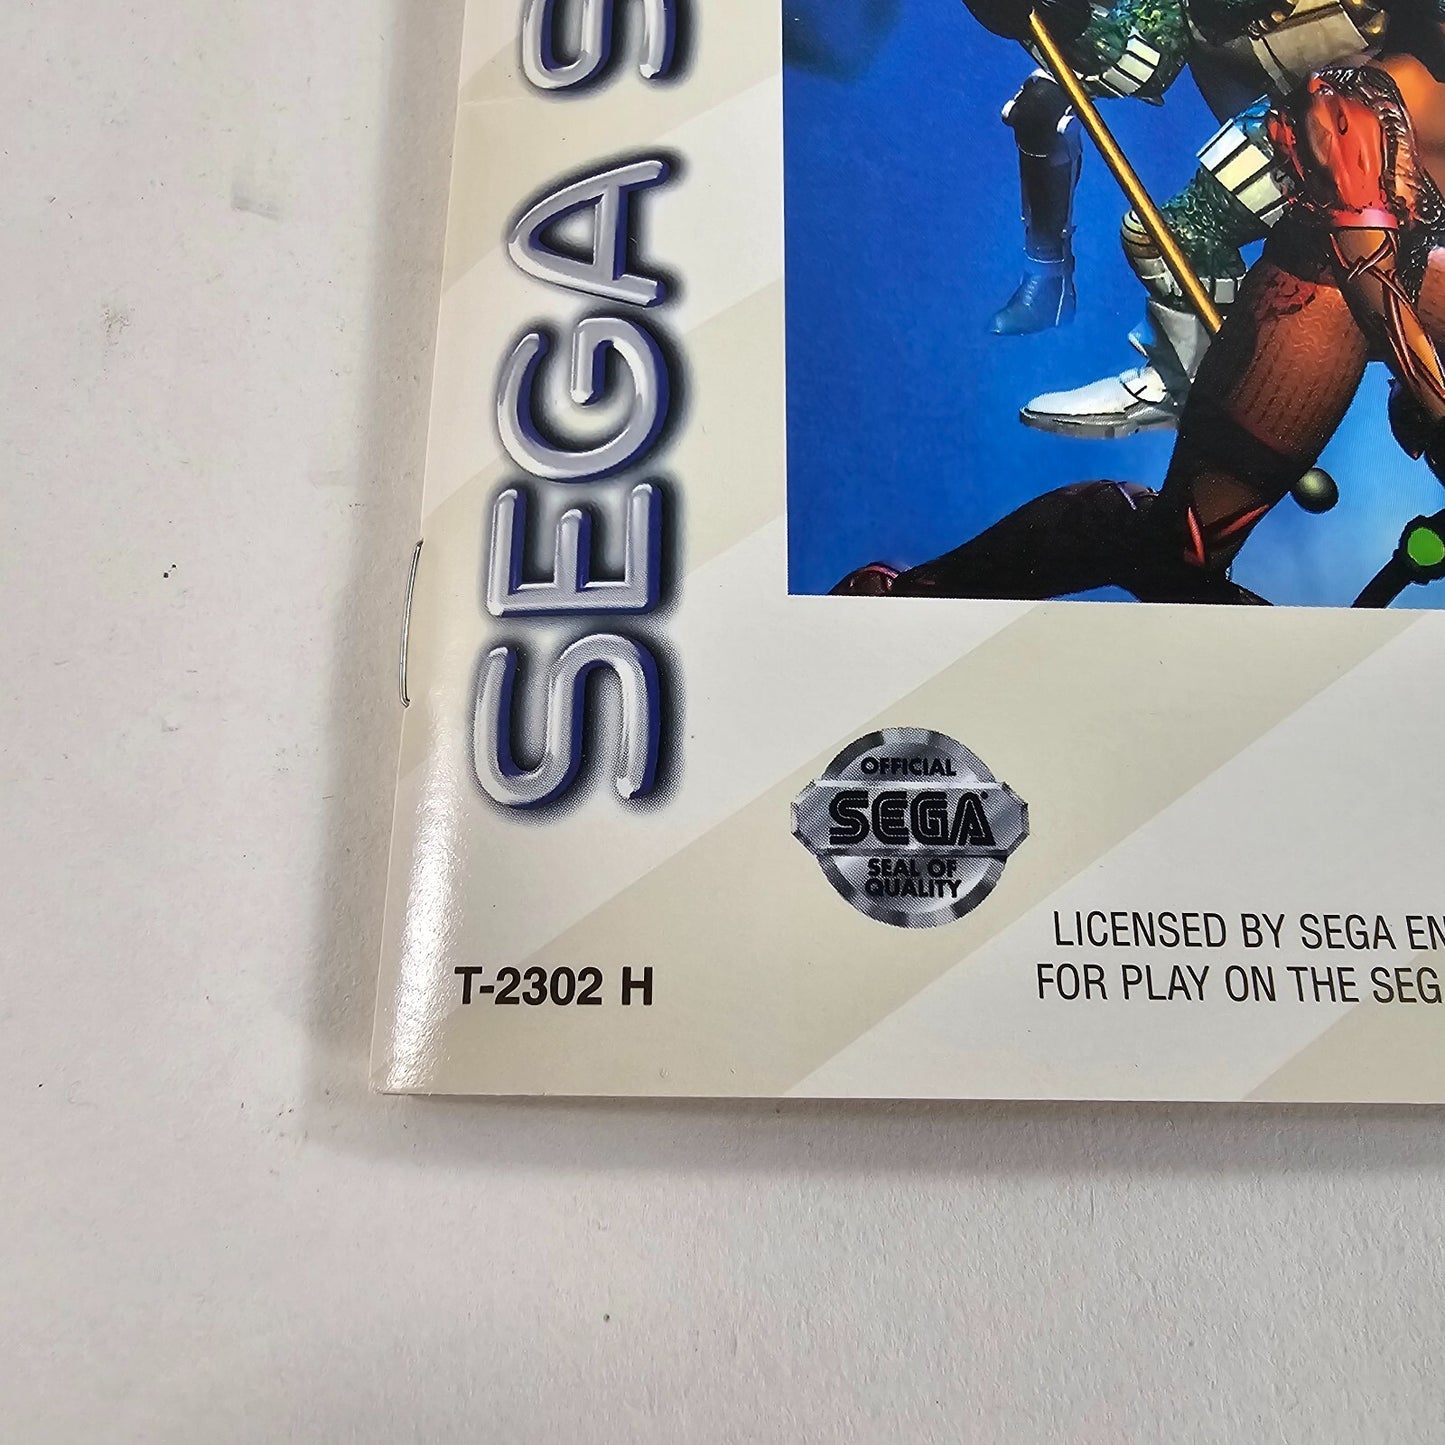 SEGA S
OFFICIAL
SEGA
SEAL OF
QUALITY
LICENSED BY SEGA EN
FOR PLAY ON THE SEG
T-2302 H